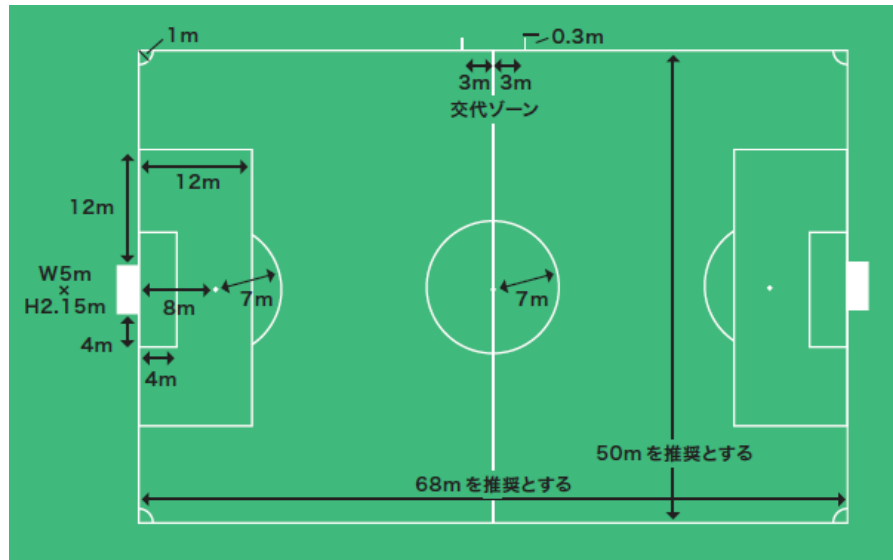 1m
0.3m
3m
3m
交代ゾーン
12m
12m
W5m
×
H2.15m
8m
7m
7m
4m
4m
50mを推奨とする
68mを推奨とする